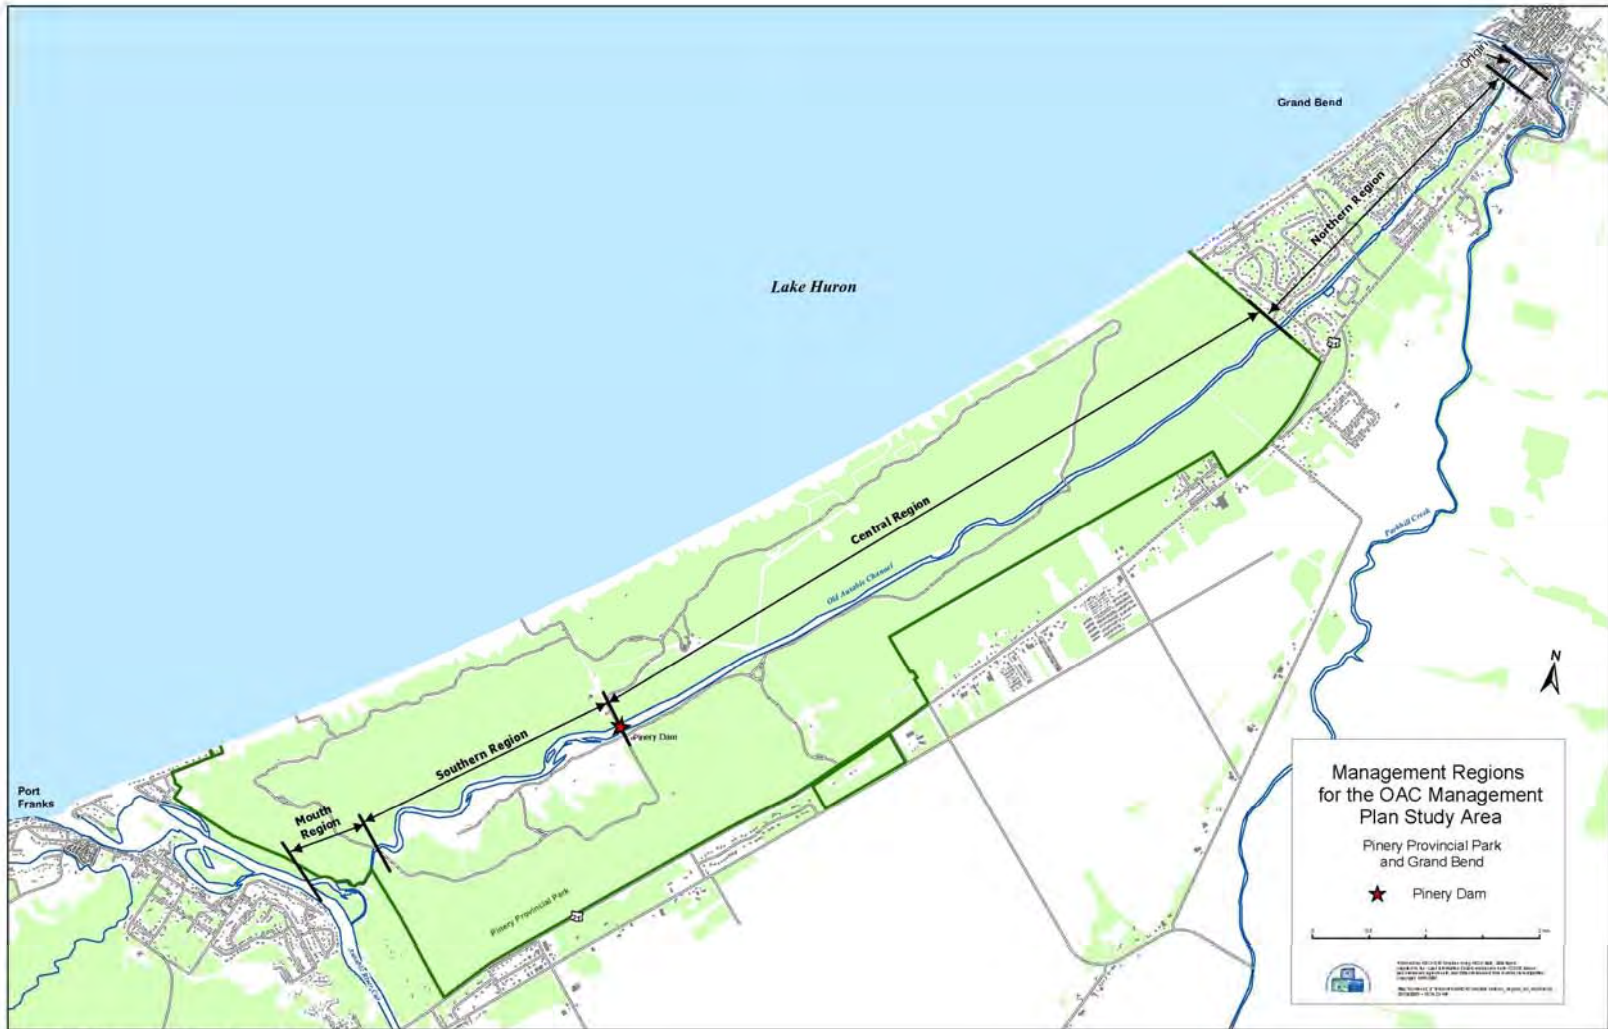 Origin
Grand Bend
Northern Region
Lake Huron
Central Region
Parkhill Creek
Old Ausable Channel
N
Pinery Dam
Southern Region
Port
Franks
Mouth
Region
Pinery Provincial Park
Management Regions
for the OAC Management
Plan Study Area
Pinery Provincial Park
and Grand Bend
Pinery Dam
0
1